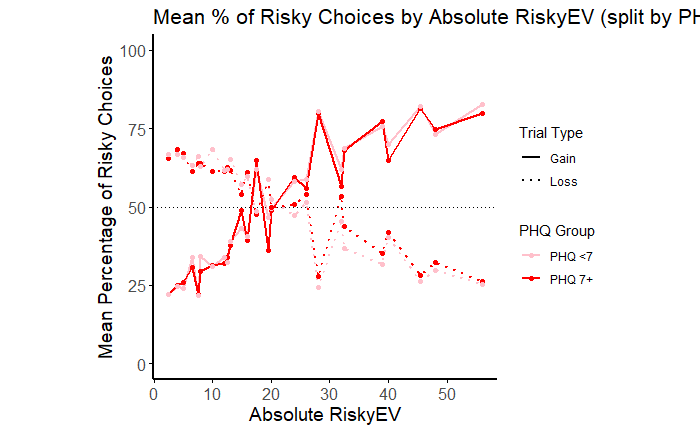 Mean % of Risky Choices by Absolute RiskyEV (split by PH
Mean Percentage of Risky Choices
100
75
50
25
0
0 10 20 30 40 50
Absolute RiskyEV
Trial Type
Gain
Loss
PHQ Group
PHQ <7
PHQ 7+